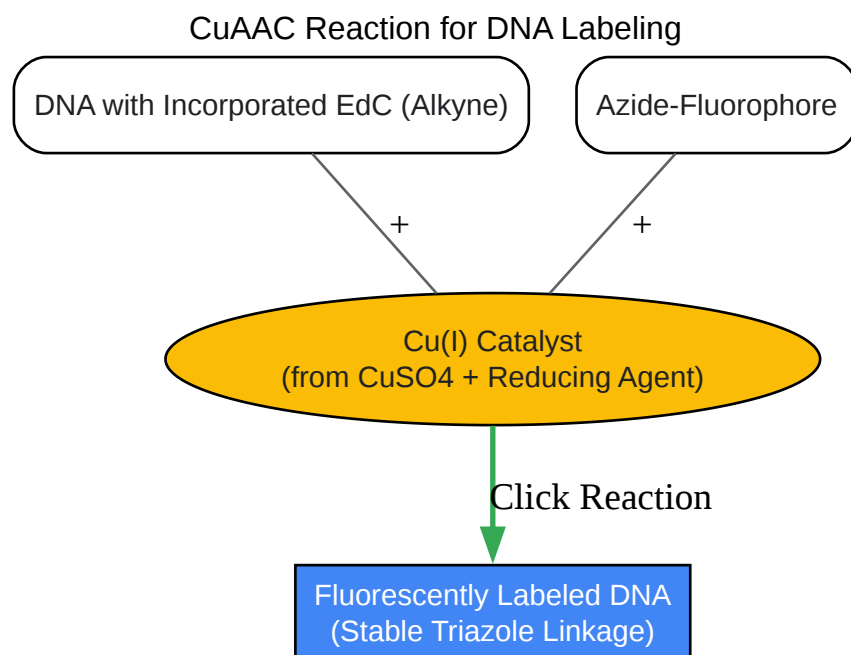 CuAAC Reaction for DNA Labeling
DNA with Incorporated EdC (Alkyne)
Azide-Fluorophore
+
+
Cu(I) Catalyst
(from CuSO4 + Reducing Agent)
Click Reaction
Fluorescently Labeled DNA
(Stable Triazole Linkage)